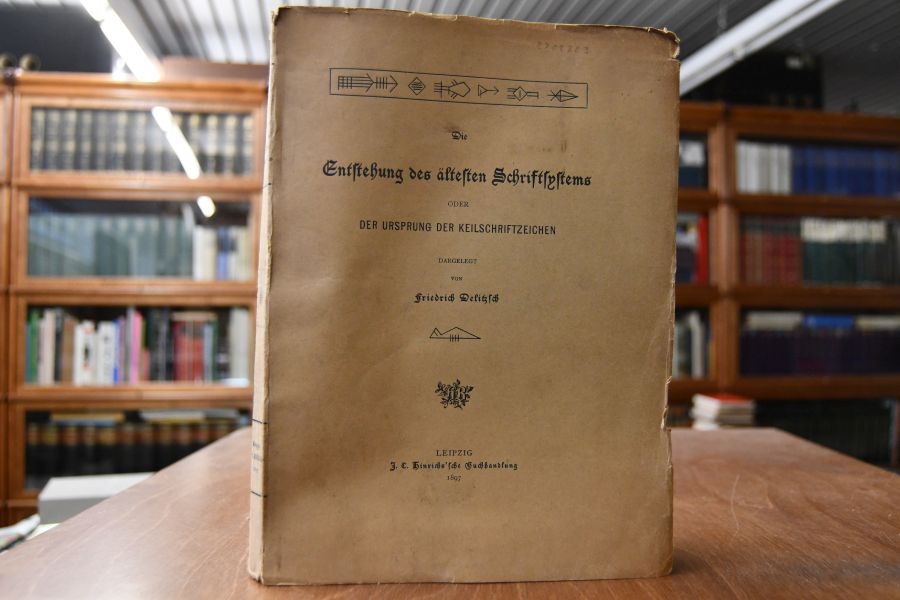 Die
Entſtehung des älteſten Schriftſyſtems
ODER
DER URSPRUNG DER KEILSCHRIFTZEICHEN
DARGELEGT
VON
Friedrich Delitzſch
LEIPZIG
J. C. Hinrichs'ſche Buchhandlung
1897